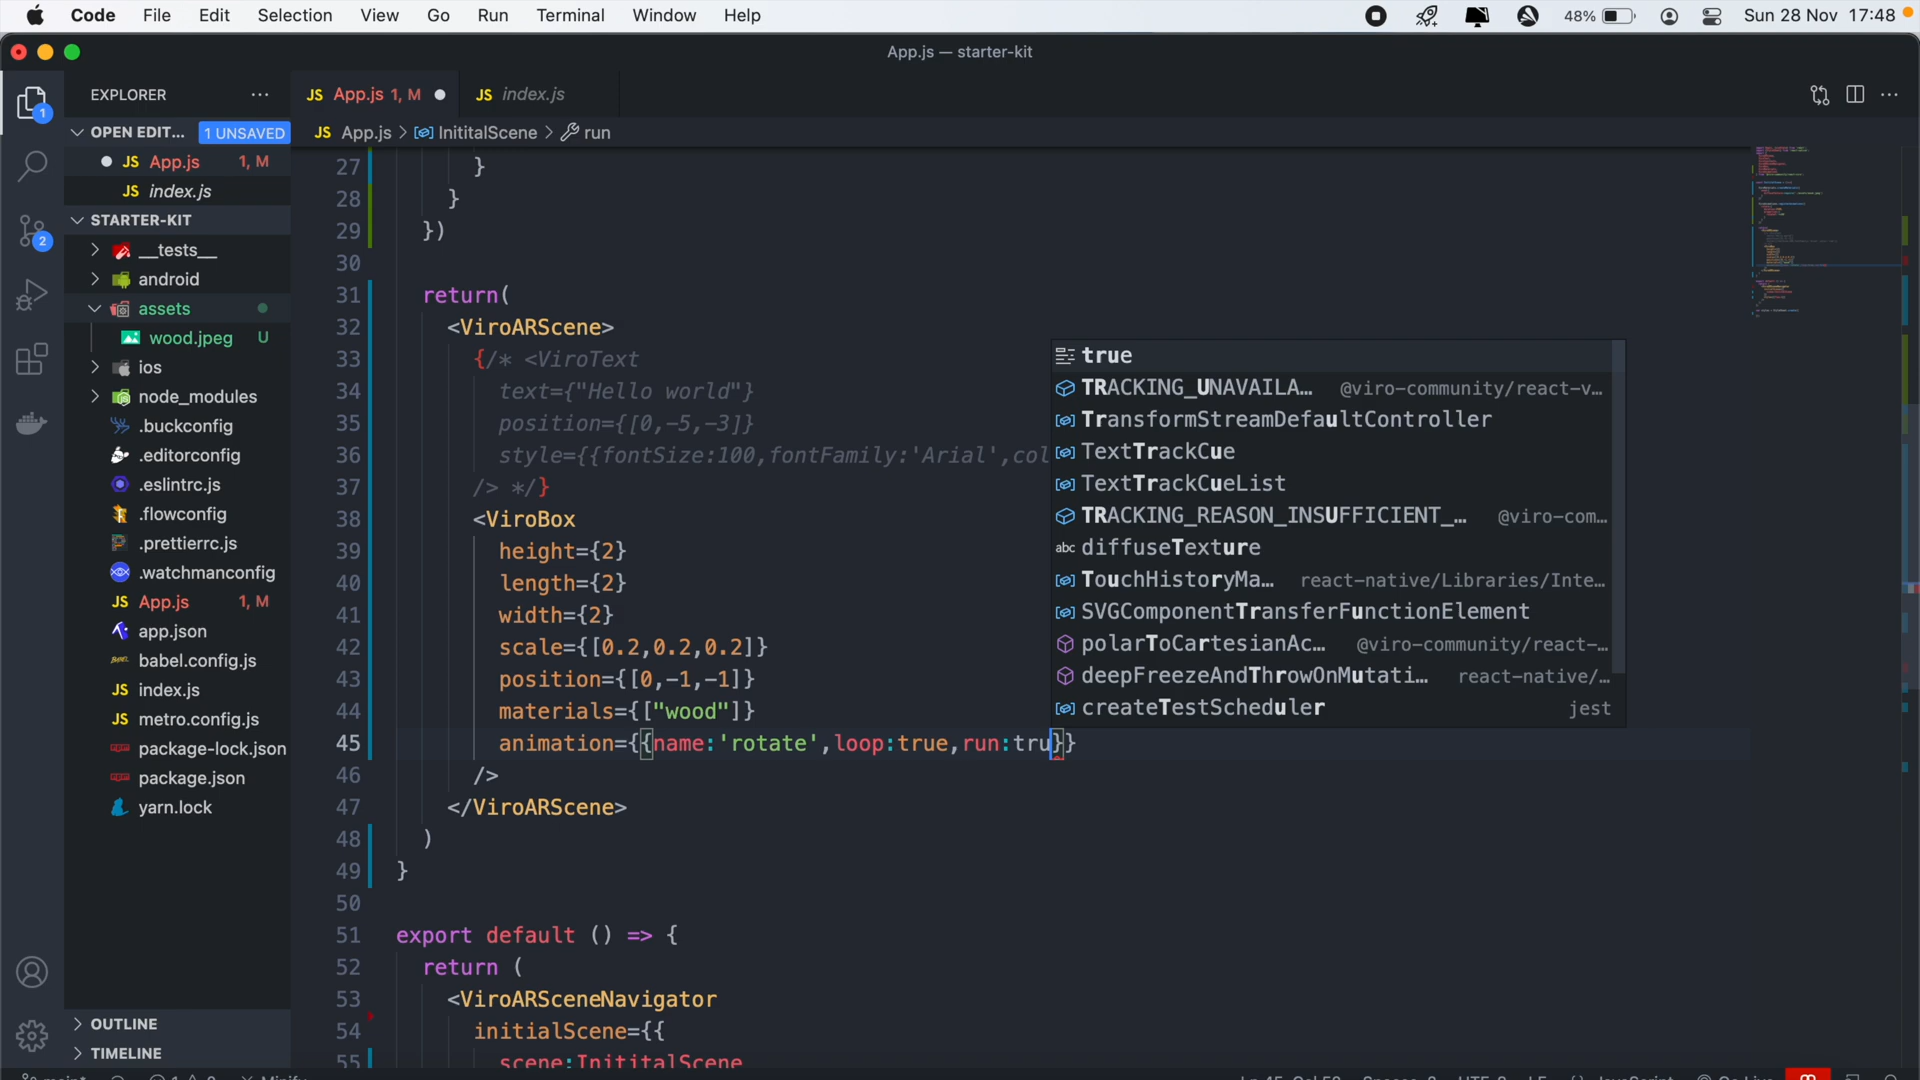 Code File Edit Selection View Go Run Terminal Window Help 48% Sun 28 Nov 17:48
App.js — starter-kit
EXPLORER
JS App.js 1, M JS index.js
OPEN EDIT... 1 UNSAVED
JS App.js > InititalScene > run
JS App.js 1, M
JS index.js
STARTER-KIT
__tests__
android
assets
wood.jpeg U
ios
node_modules
.buckconfig
.editorconfig
.eslintrc.js
.flowconfig
.prettierrc.js
.watchmanconfig
JS App.js 1, M
app.json
babel.config.js
JS index.js
JS metro.config.js
package-lock.json
package.json
yarn.lock
OUTLINE
TIMELINE
27 }
28 }
29 })
30
31 return(
32 <ViroARScene>
33 {/* <ViroText
34 text={"Hello world"}
35 position={[0,-5,-3]}
36 style={{fontSize:100,fontFamily:'Arial',col
37 /> */}
38 <ViroBox
39 height={2}
40 length={2}
41 width={2}
42 scale={[0.2,0.2,0.2]}
43 position={[0,-1,-1]}
44 materials={["wood"]}
45 animation={{name:'rotate',loop:true,run:tru}}
46 />
47 </ViroARScene>
48 )
49 }
50
51 export default () => {
52 return (
53 <ViroARSceneNavigator
54 initialScene={{
55 scene:InititalScene
true
TRACKING_UNAVAILA... @viro-community/react-v...
TransformStreamDefaultController
TextTrackCue
TextTrackCueList
TRACKING_REASON_INSUFFICIENT_... @viro-com...
abc diffuseTexture
TouchHistoryMa... react-native/Libraries/Inte...
SVGComponentTransferFunctionElement
polarToCartesianAc... @viro-community/react-...
deepFreezeAndThrowOnMutati... react-native/...
createTestScheduler jest